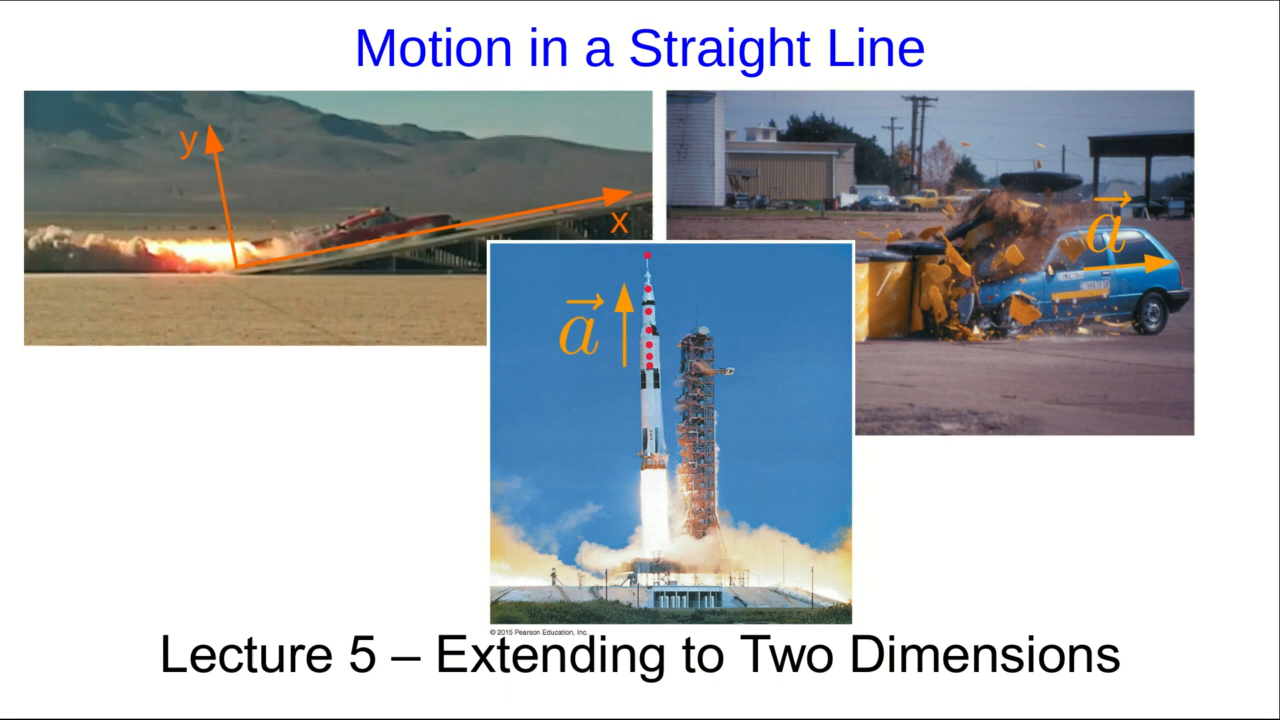 Motion in a Straight Line
y
x
a
a
© 2015 Pearson Education, Inc.
Lecture 5 – Extending to Two Dimensions